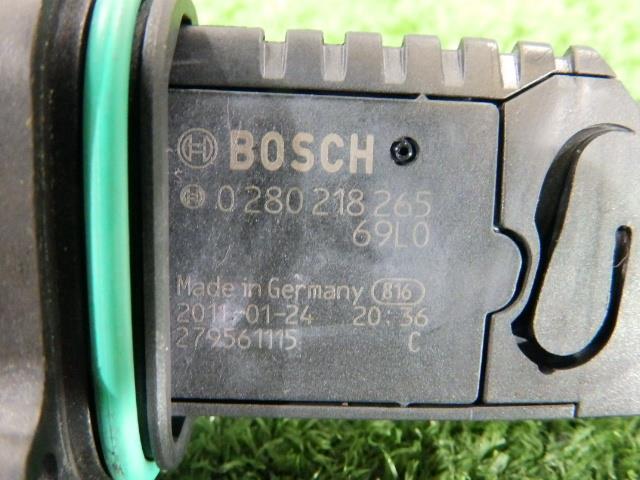 BOSCH
0 280 218 265
69L0
Made in Germany 816
2011-01-24 20:36
279561115 C